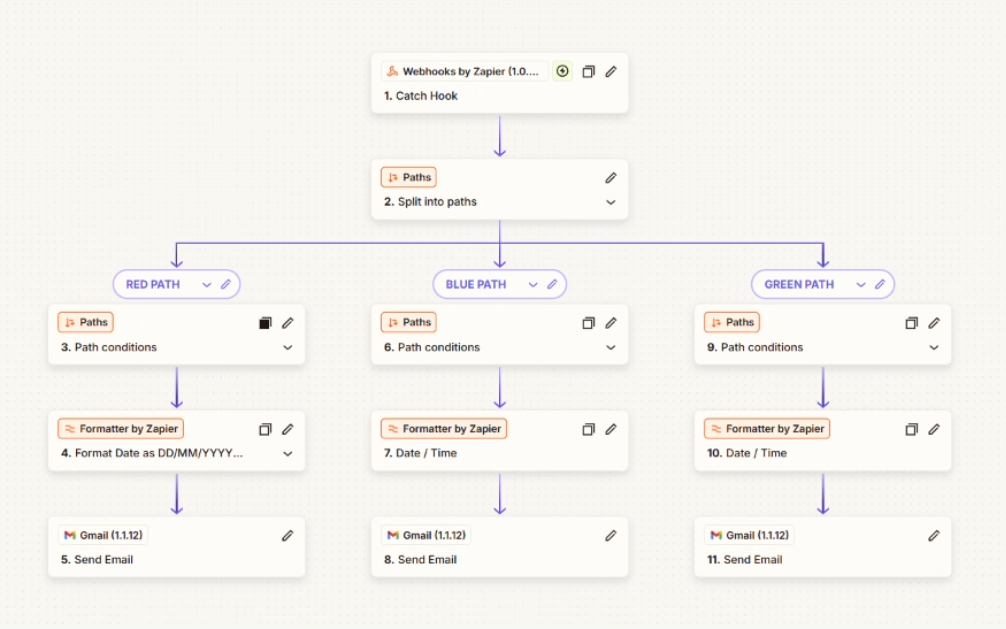 Webhooks by Zapier (1.0....
1. Catch Hook
Paths
2. Split into paths
RED PATH
BLUE PATH
GREEN PATH
Paths
3. Path conditions
Paths
6. Path conditions
Paths
9. Path conditions
Formatter by Zapier
4. Format Date as DD/MM/YYYY...
Formatter by Zapier
7. Date / Time
Formatter by Zapier
10. Date / Time
Gmail (1.1.12)
5. Send Email
Gmail (1.1.12)
8. Send Email
Gmail (1.1.12)
11. Send Email